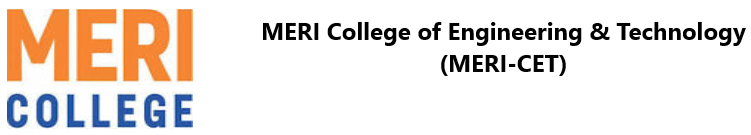 MERI
COLLEGE
MERI College of Engineering & Technology
(MERI-CET)